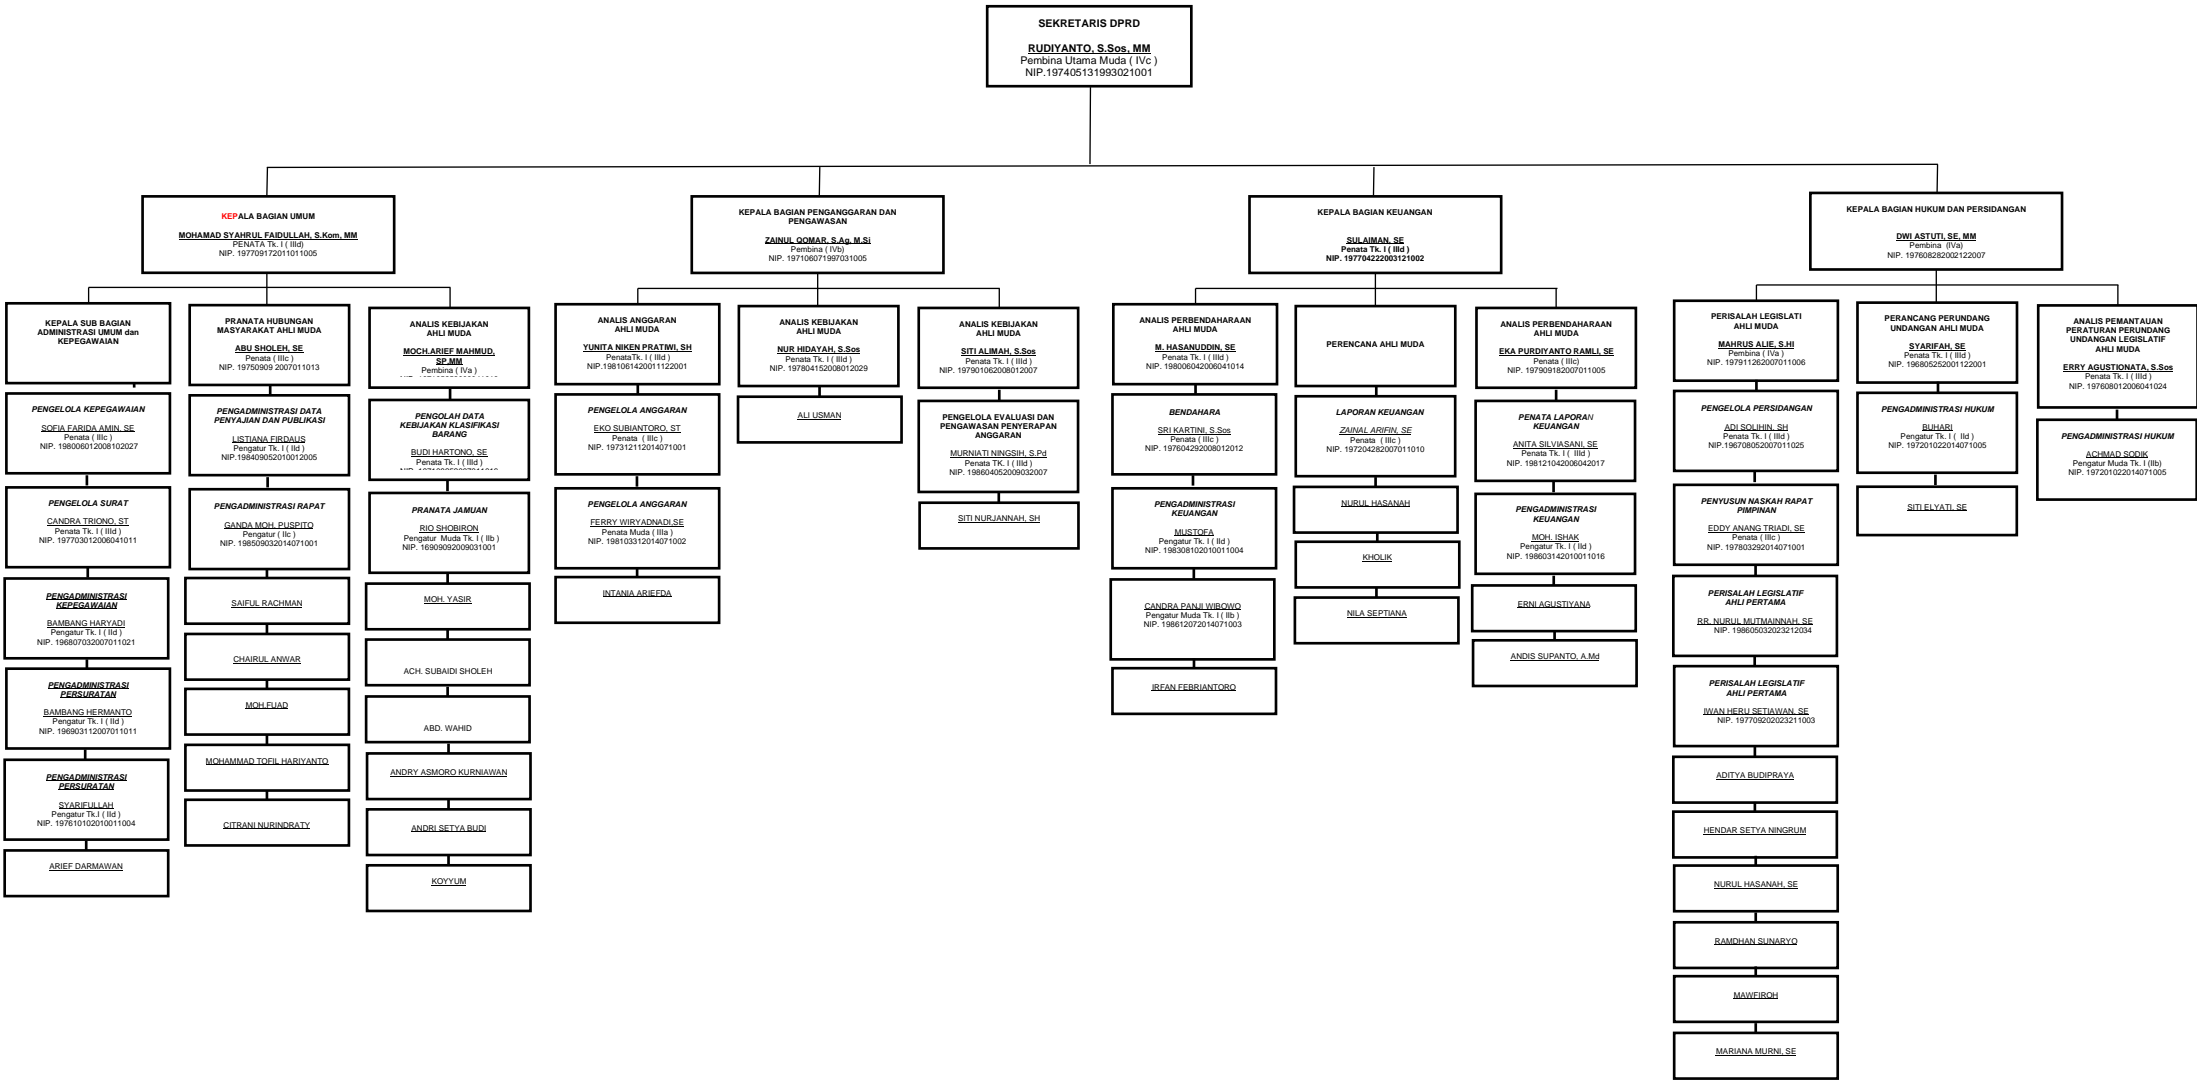 SEKRETARIS DPRD
RUDIYANTO, S.Sos, MM
Pembina Utama Muda ( IVc )
NIP.197405131993021001
KEPALA BAGIAN UMUM
MOHAMAD SYAHRUL FAIDULLAH, S.Kom, MM
PENATA Tk. I ( IIId)
NIP. 197709172011011005
KEPALA BAGIAN PENGANGGARAN DAN
PENGAWASAN
ZAINUL QOMAR, S.Ag, M.Si
Pembina ( IVb)
NIP. 197106071997031005
KEPALA BAGIAN KEUANGAN
SULAIMAN, SE
Penata Tk. I ( IIId )
NIP. 197704222003121002
KEPALA BAGIAN HUKUM DAN PERSIDANGAN
DWI ASTUTI, SE, MM
Pembina (IVa)
NIP. 197608282002122007
KEPALA SUB BAGIAN
ADMINISTRASI UMUM dan
KEPEGAWAIAN
PENGELOLA KEPEGAWAIAN
SOFIA FARIDA AMIN, SE
Penata ( IIIc )
NIP. 198006012008102027
PENGELOLA SURAT
CANDRA TRIONO, ST
Penata Tk. I ( IIId )
NIP. 197703012006041011
PENGADMINISTRASI
KEPEGAWAIAN
BAMBANG HARYADI
Pengatur Tk. I ( IId )
NIP. 196807032007011021
PENGADMINISTRASI
PERSURATAN
BAMBANG HERMANTO
Pengatur Tk. I ( IId )
NIP. 196903112007011011
PENGADMINISTRASI
PERSURATAN
SYARIFULLAH
Pengatur Tk.I ( IId )
NIP. 197610102010011004
ARIEF DARMAWAN
PRANATA HUBUNGAN
MASYARAKAT AHLI MUDA
ABU SHOLEH, SE
Penata ( IIIc )
NIP. 19750909 2007011013
PENGADMINISTRASI DATA
PENYAJIAN DAN PUBLIKASI
LISTIANA FIRDAUS
Pengatur Tk. I ( IId )
NIP.198409052010012005
PENGADMINISTRASI RAPAT
GANDA MOH. PUSPITO
Pengatur ( IIc )
NIP. 198509032014071001
SAIFUL RACHMAN
CHAIRUL ANWAR
MOH.FUAD
MOHAMMAD TOFIL HARIYANTO
CITRANI NURINDRATY
ANALIS KEBIJAKAN
AHLI MUDA
MOCH.ARIEF MAHMUD,
SP,MM
Pembina ( IVa )
PENGOLAH DATA
KEBIJAKAN KLASIFIKASI
BARANG
BUDI HARTONO, SE
Penata Tk. I ( IIId )
PRANATA JAMUAN
RIO SHOBIRON
Pengatur Muda Tk. I ( IIb )
NIP. 16909092009031001
MOH. YASIR
ACH. SUBAIDI SHOLEH
ABD. WAHID
ANDRY ASMORO KURNIAWAN
ANDRI SETYA BUDI
KOYYUM
ANALIS ANGGARAN
AHLI MUDA
YUNITA NIKEN PRATIWI, SH
PenataTk. I ( IIId )
NIP.1981061420011122001
PENGELOLA ANGGARAN
EKO SUBIANTORO, ST
Penata ( IIIc )
NIP. 197312112014071001
PENGELOLA ANGGARAN
FERRY WIRYADNADI,SE
Penata Muda ( IIIa )
NIP. 198103312014071002
INTANIA ARIEFDA
ANALIS KEBIJAKAN
AHLI MUDA
NUR HIDAYAH, S.Sos
Penata Tk. I ( IIId )
NIP. 197804152008012029
ALI USMAN
ANALIS KEBIJAKAN
AHLI MUDA
SITI ALIMAH, S.Sos
Penata Tk. I ( IIId )
NIP. 197901062008012007
PENGELOLA EVALUASI DAN
PENGAWASAN PENYERAPAN
ANGGARAN
MURNIATI NINGSIH, S.Pd
Penata Tk. I ( IIId )
NIP. 198604052009032007
SITI NURJANNAH, SH
ANALIS PERBENDAHARAAN
AHLI MUDA
M. HASANUDDIN, SE
Penata Tk. I ( IIId )
NIP. 198006042006041014
BENDAHARA
SRI KARTINI, S.Sos
Penata ( IIIc )
NIP. 197604292008012012
PENGADMINISTRASI
KEUANGAN
MUSTOFA
Pengatur Tk. I ( IId )
NIP. 198308102010011004
CANDRA PANJI WIBOWO
Pengatur Muda Tk. I ( IIb )
NIP. 198612072014071003
IRFAN FEBRIANTORO
PERENCANA AHLI MUDA
LAPORAN KEUANGAN
ZAINAL ARIFIN, SE
Penata ( IIIc )
NIP. 197204282007011010
NURUL HASANAH
KHOLIK
NILA SEPTIANA
ANALIS PERBENDAHARAAN
AHLI MUDA
EKA PURDIYANTO RAMLI, SE
Penata (IIIc)
NIP. 197909182007011005
PENATA LAPORAN
KEUANGAN
ANITA SILVIASANI, SE
Penata Tk. I ( IIId )
NIP. 198121042006042017
PENGADMINISTRASI
KEUANGAN
MOH. ISHAK
Pengatur Tk. I ( IId )
NIP. 198603142010011016
ERNI AGUSTIYANA
ANDIS SUPANTO, A.Md
PERISALAH LEGISLATI
AHLI MUDA
MAHRUS ALIE, S.HI
Pembina ( IVa )
NIP. 197911262007011006
PENGELOLA PERSIDANGAN
ADI SOLIHIN, SH
Penata Tk. I ( IIId )
NIP.196708052007011025
PENYUSUN NASKAH RAPAT
PIMPINAN
EDDY ANANG TRIADI, SE
Penata ( IIIc )
NIP. 197803292014071001
PERISALAH LEGISLATIF
AHLI PERTAMA
RR. NURUL MUTMAINNAH, SE
NIP. 198605032023212034
PERISALAH LEGISLATIF
AHLI PERTAMA
IWAN HERU SETIAWAN, SE
NIP. 197709202023211003
ADITYA BUDIPRAYA
HENDAR SETYA NINGRUM
NURUL HASANAH, SE
RAMDHAN SUNARYO
MAWFIROH
MARIANA MURNI, SE
PERANCANG PERUNDANG
UNDANGAN AHLI MUDA
SYARIFAH, SE
Penata Tk. I ( IIId )
NIP. 196805252001122001
PENGADMINISTRASI HUKUM
BUHARI
Pengatur Tk. I ( IId )
NIP. 197201022014071005
SITI ELYATI, SE
ANALIS PEMANTAUAN
PERATURAN PERUNDANG
UNDANGAN LEGISLATIF
AHLI MUDA
ERRY AGUSTIONATA, S.Sos
Penata Tk. I ( IIId )
NIP. 197608012006041024
PENGADMINISTRASI HUKUM
ACHMAD SODIK
Pengatur Muda Tk. I (IIb)
NIP. 197201022014071005